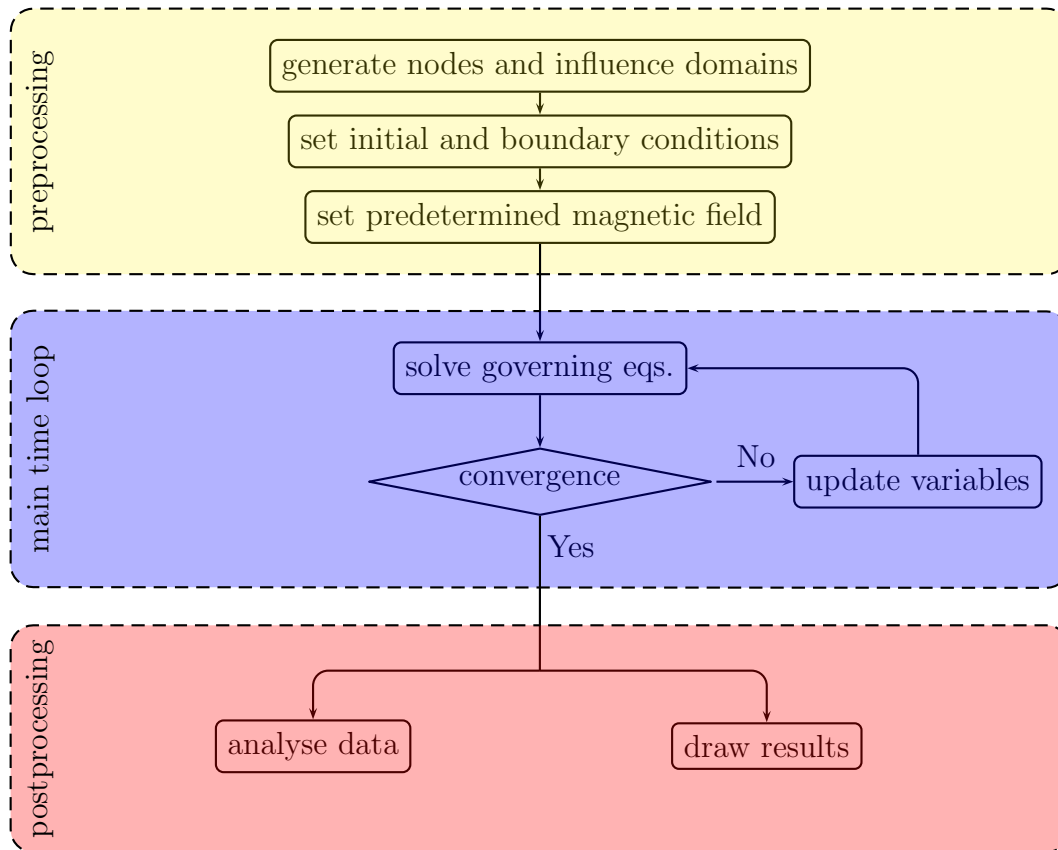 preprocessing
generate nodes and influence domains
set initial and boundary conditions
set predetermined magnetic field
main time loop
solve governing eqs.
convergence
No
update variables
Yes
postprocessing
analyse data
draw results